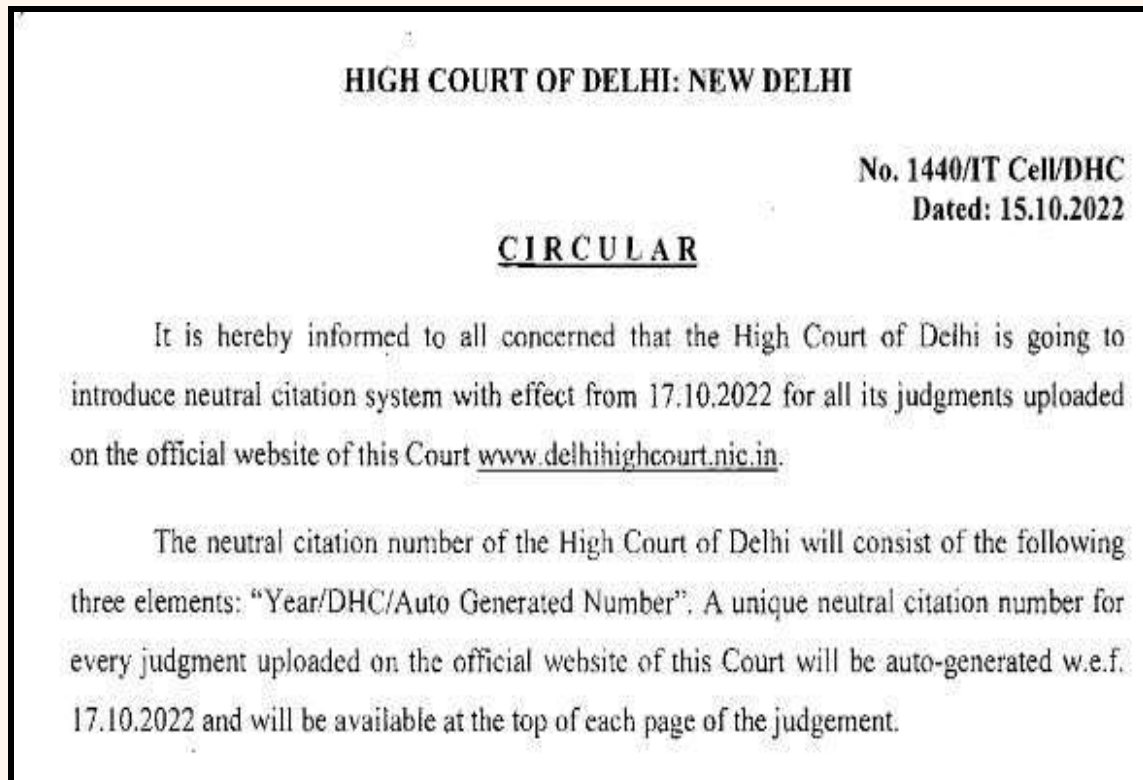 HIGH COURT OF DELHI: NEW DELHI
No. 1440/IT Cell/DHC
Dated: 15.10.2022
C I R C U L A R
It is hereby informed to all concerned that the High Court of Delhi is going to
introduce neutral citation system with effect from 17.10.2022 for all its judgments uploaded
on the official website of this Court www.delhihighcourt.nic.in.
The neutral citation number of the High Court of Delhi will consist of the following
three elements: “Year/DHC/Auto Generated Number”. A unique neutral citation number for
every judgment uploaded on the official website of this Court will be auto-generated w.e.f.
17.10.2022 and will be available at the top of each page of the judgement.